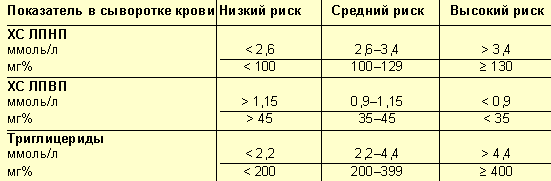 Показатель в сыворотке крови Низкий риск Средний риск Высокий риск
ХС ЛПНП
ммоль/л < 2,6 2,6–3,4 > 3,4
мг% < 100 100–129 ≥ 130
ХС ЛПВП
ммоль/л > 1,15 0,9–1,15 < 0,9
мг% > 45 35–45 < 35
Триглицериды
ммоль/л < 2,2 2,2–4,4 > 4,4
мг% < 200 200–399 ≥ 400